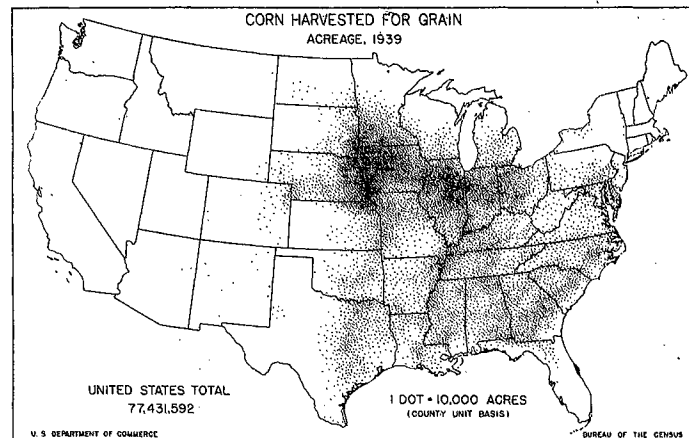 CORN HARVESTED FOR GRAIN
ACREAGE, 1939
UNITED STATES TOTAL
77,431,592
1 DOT = 10,000 ACRES
(COUNTY UNIT BASIS)
U. S DEPARTMENT OF COMMERCE
BUREAU OF THE CENSUS